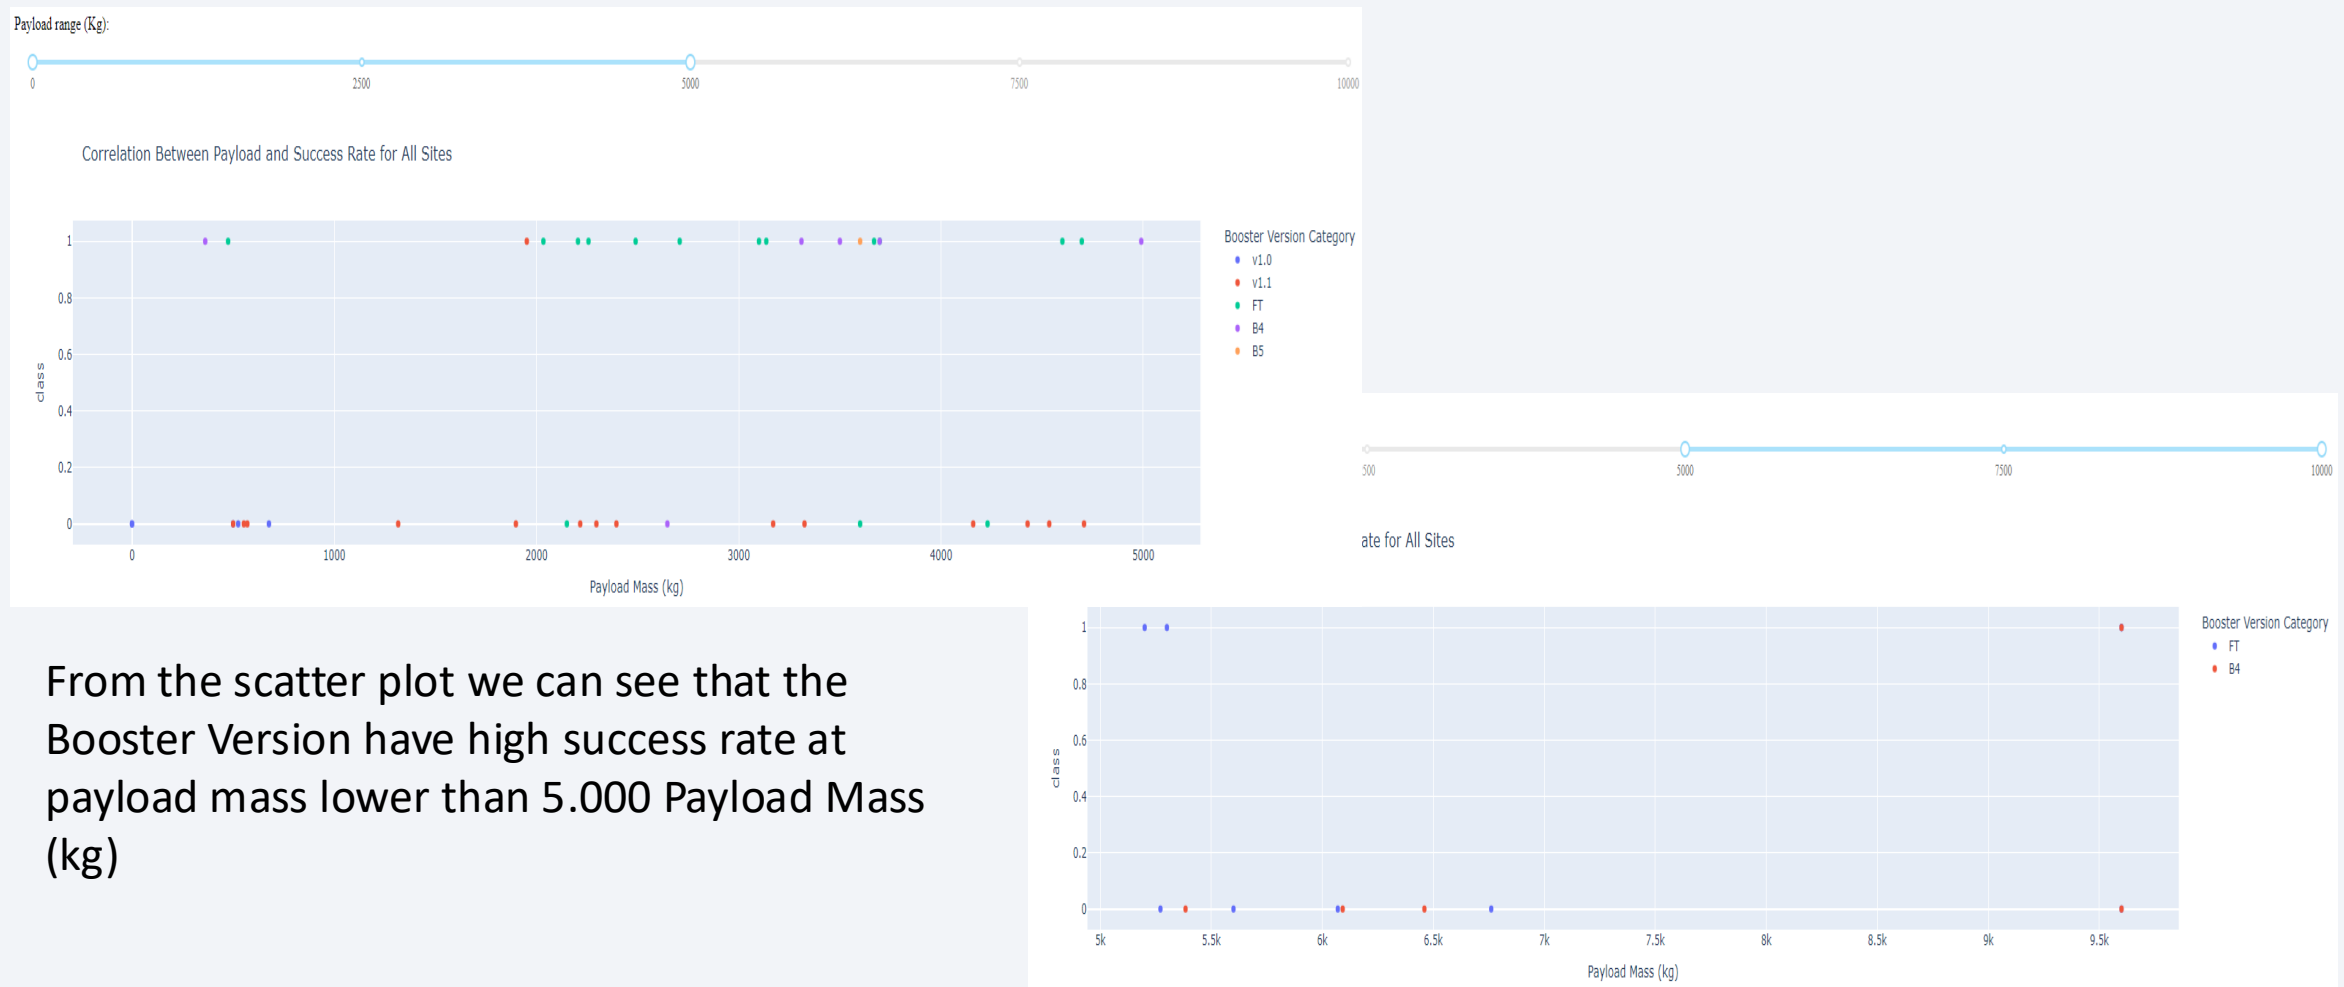 Payload range (Kg):
0 2500 5000 7500 10000
Correlation Between Payload and Success Rate for All Sites
Booster Version Category
v1.0
v1.1
FT
B4
B5
class
1
0.8
0.6
0.4
0.2
0
0 1000 2000 3000 4000 5000
Payload Mass (kg)
500 5000 7500 10000
ate for All Sites
Booster Version Category
FT
B4
class
1
0.8
0.6
0.4
0.2
0
5k 5.5k 6k 6.5k 7k 7.5k 8k 8.5k 9k 9.5k
Payload Mass (kg)
From the scatter plot we can see that the
Booster Version have high success rate at
payload mass lower than 5.000 Payload Mass
(kg)